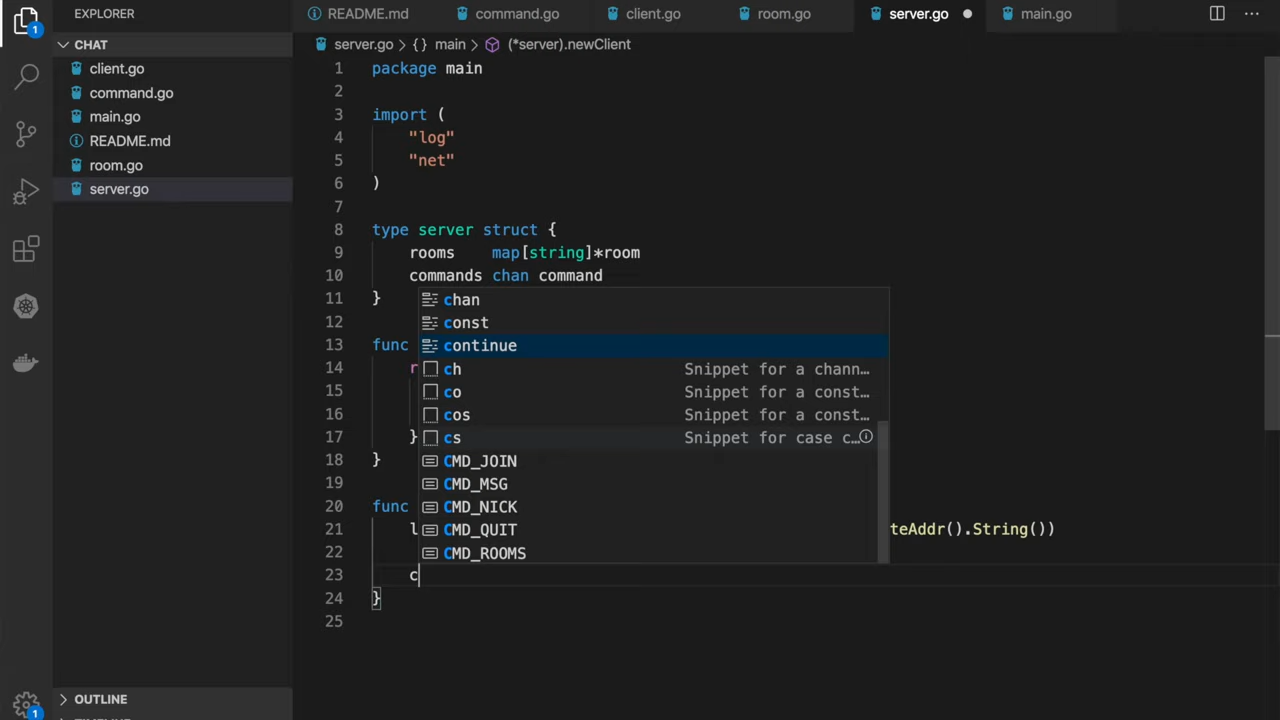 EXPLORER
README.md
command.go
client.go
room.go
server.go
main.go
CHAT
server.go > {} main > (*server).newClient
client.go
command.go
main.go
README.md
room.go
server.go
1 package main
2
3 import (
4 "log"
5 "net"
6 )
7
8 type server struct {
9 rooms map[string]*room
10 commands chan command
11 }
12
13 func
14 r
15
16
17 }
18 }
19
20 func
21 l teAddr().String())
22
23 c
24 }
25
chan
const
continue
ch Snippet for a chann…
co Snippet for a const…
cos Snippet for a const…
cs Snippet for case c…
CMD_JOIN
CMD_MSG
CMD_NICK
CMD_QUIT
CMD_ROOMS
1
OUTLINE
1